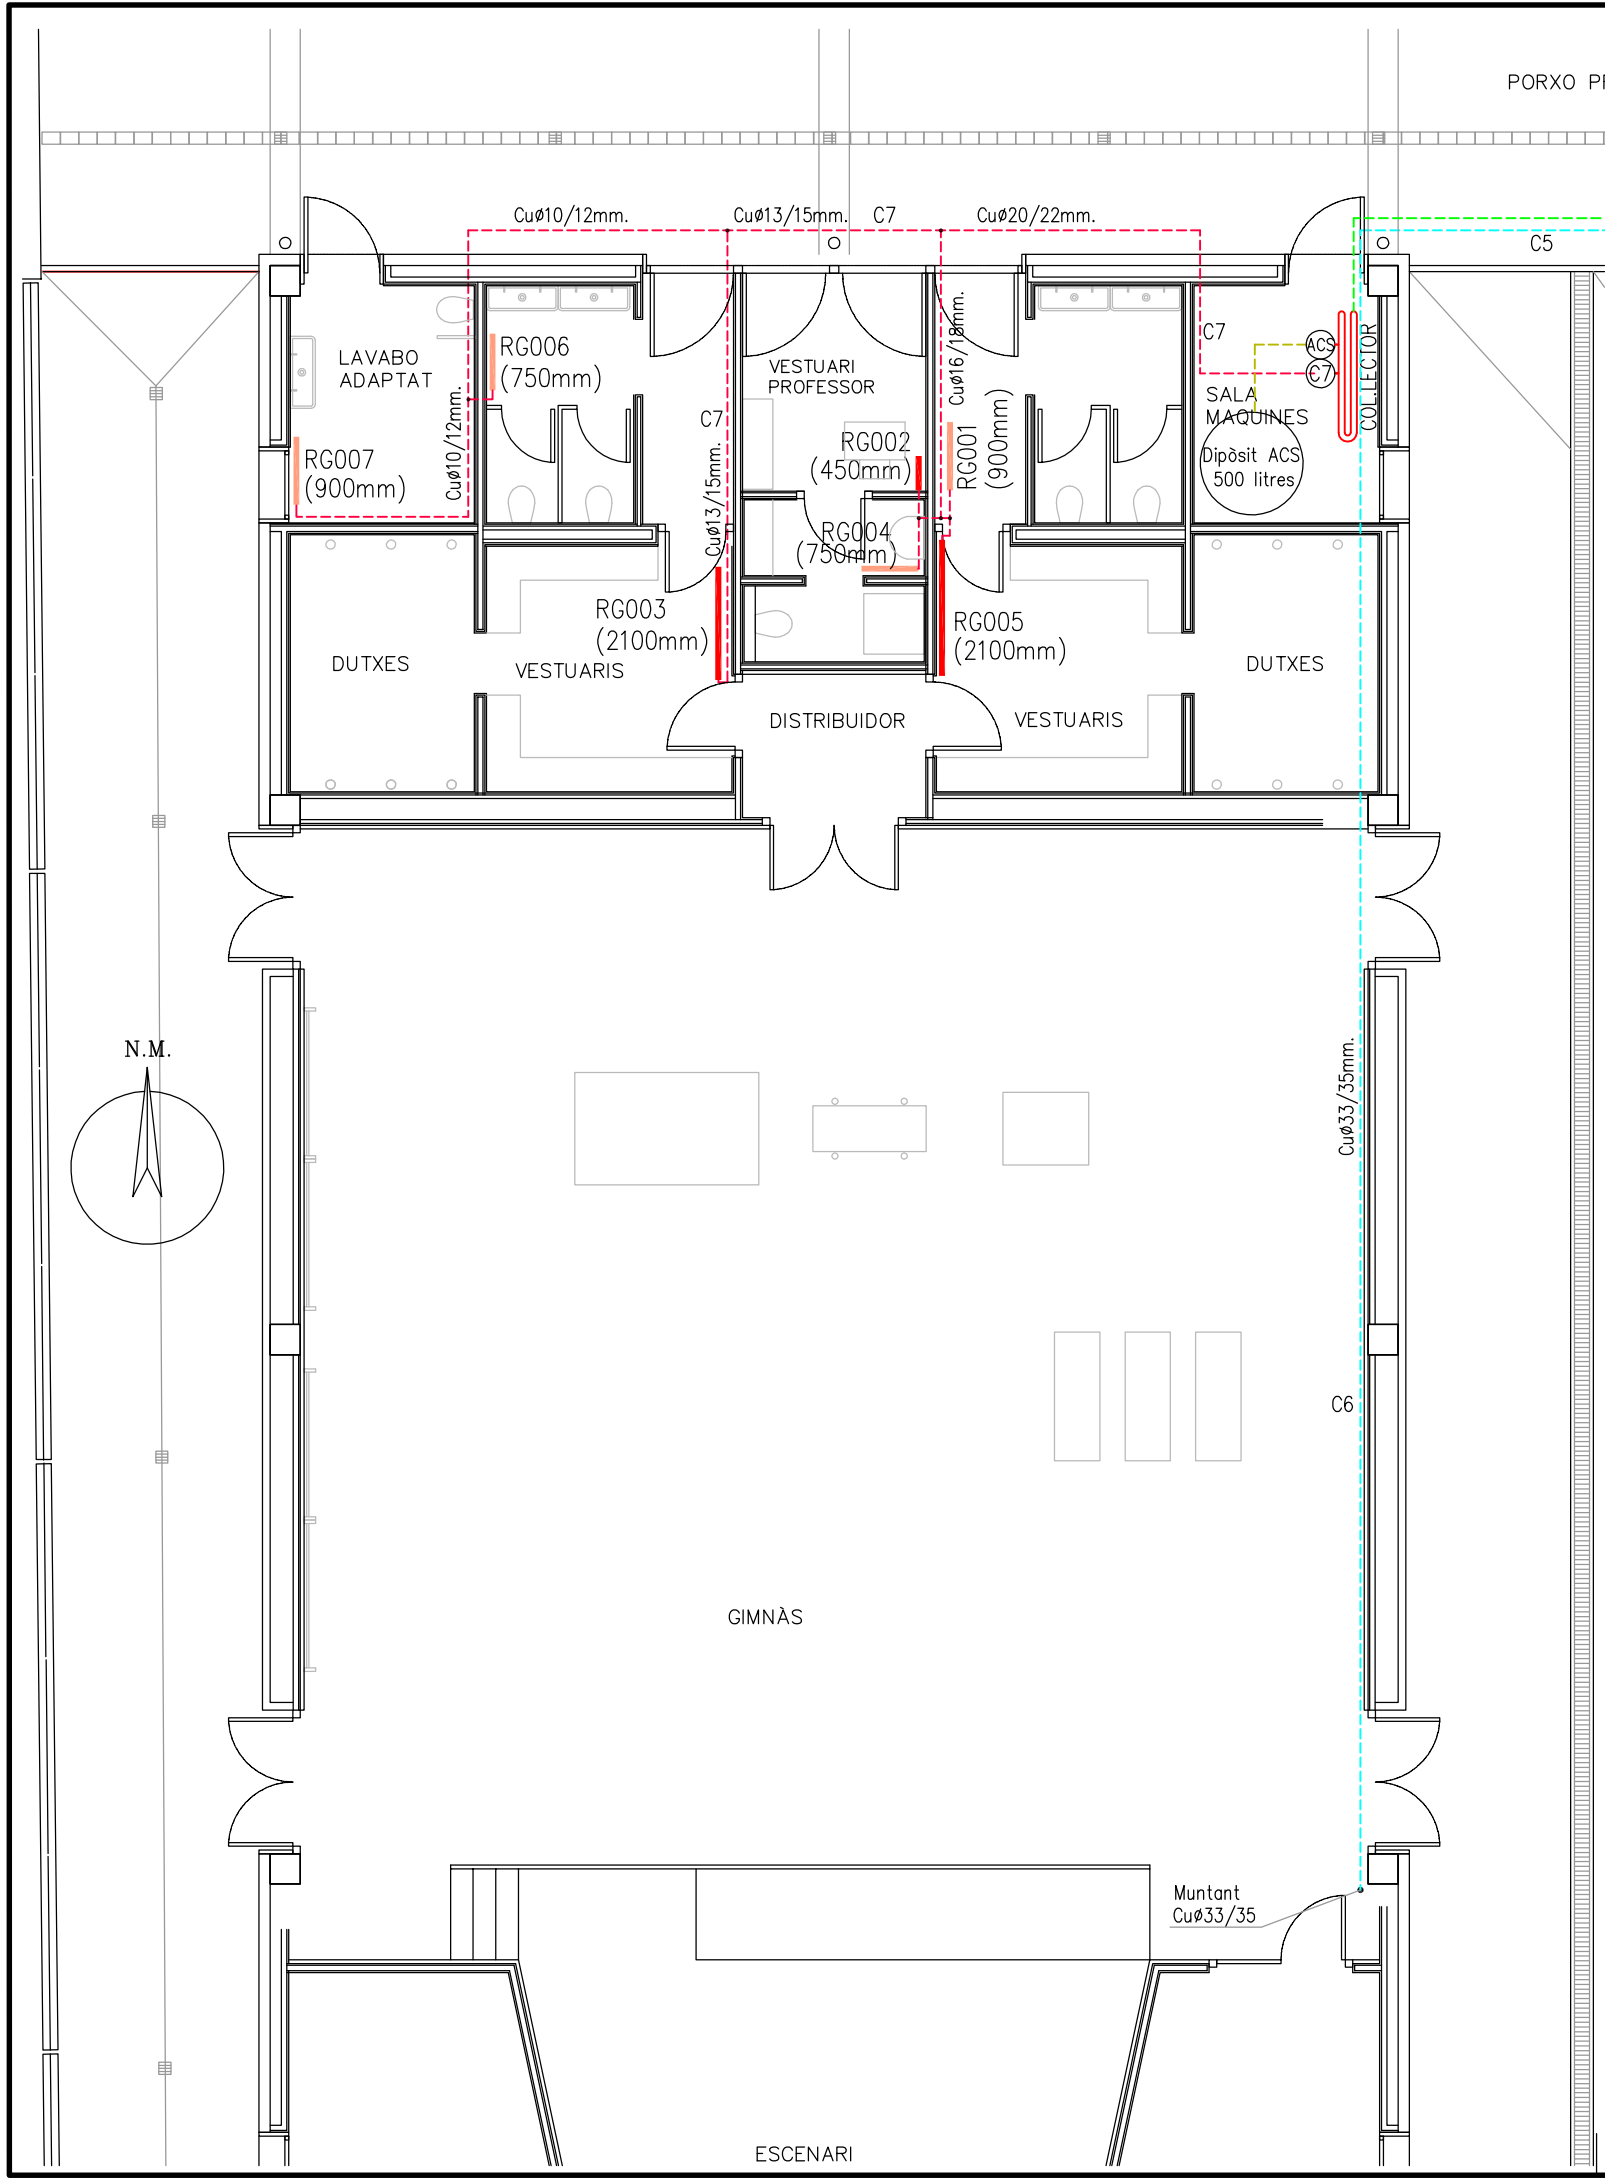 PORXO
Cuø10/12mm.
Cuø13/15mm.
C7
Cuø20/22mm.
C5
LAVABO
ADAPTAT
RG006
(750mm)
VESTUARI
PROFESSOR
Cuø16/18mm.
C7
ACS
C7
COL.LECTOR
SALA
MAQUINES
Dipòsit ACS
500 litres
RG007
(900mm)
Cuø10/12mm.
C7
Cuø13/15mm.
RG002
(450mm)
RG001
(900mm)
RG004
(750mm)
RG003
(2100mm)
RG005
(2100mm)
DUTXES
VESTUARIS
DISTRIBUIDOR
VESTUARIS
DUTXES
N.M.
Cuø33/35mm.
C6
GIMNÀS
Muntant
Cuø33/35
ESCENARI